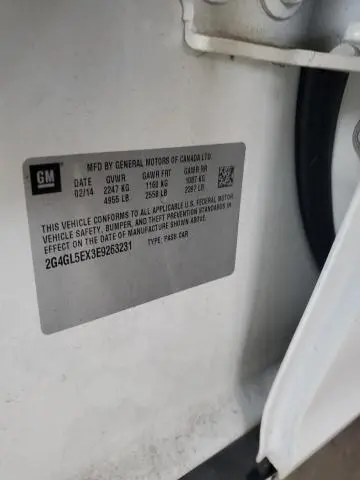 GM
MFD BY GENERAL MOTORS OF CANADA LTD.
DATE GVWR GAWR FRT GAWR RR
02/14 2247 KG 1160 KG 1087 KG
4955 LB 2558 LB 2397 LB
THIS VEHICLE CONFORMS TO ALL APPLICABLE U.S. FEDERAL MOTOR
VEHICLE SAFETY, BUMPER, AND THEFT PREVENTION STANDARDS IN
EFFECT ON THE DATE OF MANUFACTURE SHOWN ABOVE.
2G4GL5EX3E9263231 TYPE: PASS CAR